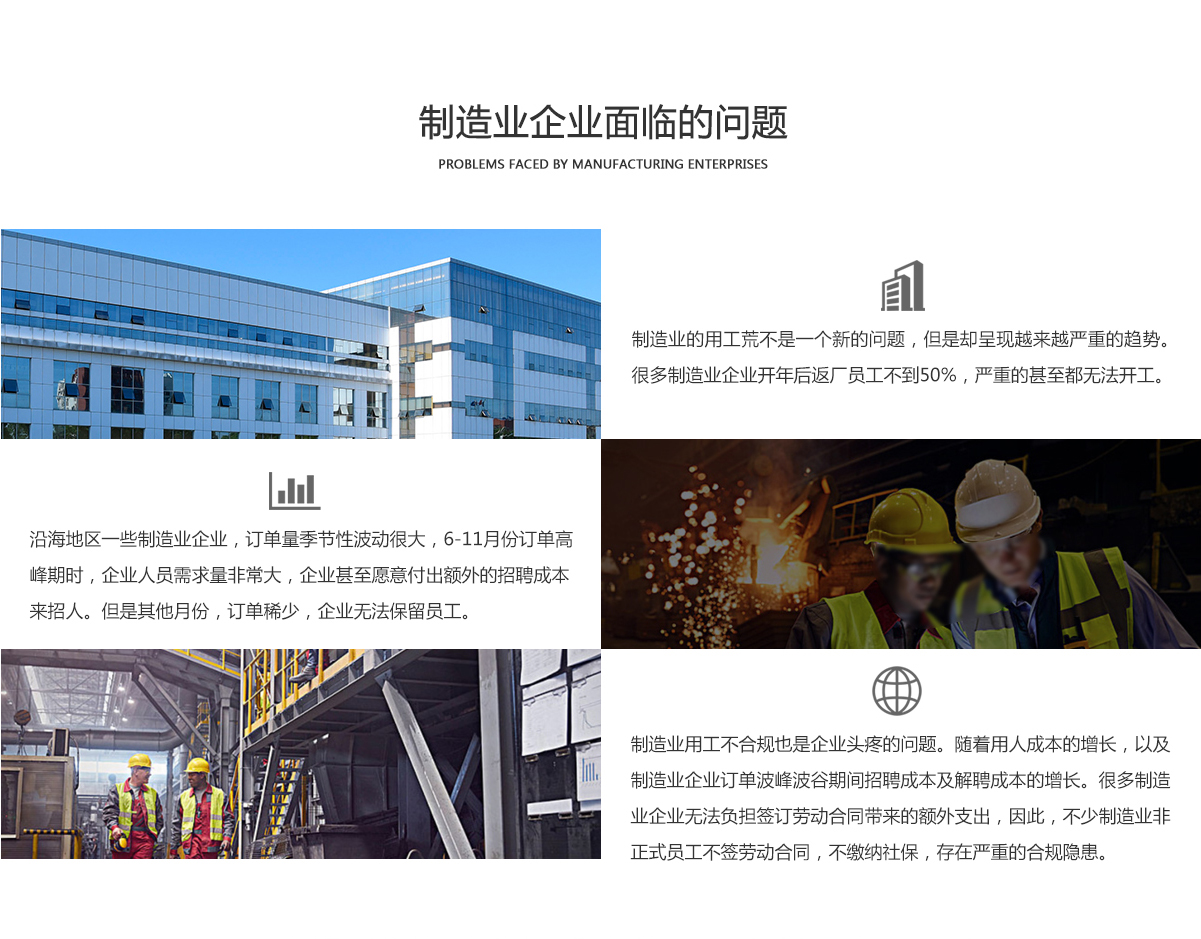 制造业企业面临的问题
PROBLEMS FACED BY MANUFACTURING ENTERPRISES
制造业的用工荒不是一个新的问题，但是却呈现越来越严重的趋势。
很多制造业企业开年后返厂员工不到50%，严重的甚至都无法开工。
沿海地区一些制造业企业，订单量季节性波动很大，6-11月份订单高
峰期时，企业人员需求量非常大，企业甚至愿意付出额外的招聘成本
来招人。但是其他月份，订单稀少，企业无法保留员工。
制造业用工不合规也是企业头疼的问题。随着用人成本的增长，以及
制造业企业订单波峰波谷期间招聘成本及解聘成本的增长。很多制造
业企业无法负担签订劳动合同带来的额外支出，因此，不少制造业非
正式员工不签劳动合同，不缴纳社保，存在严重的合规隐患。